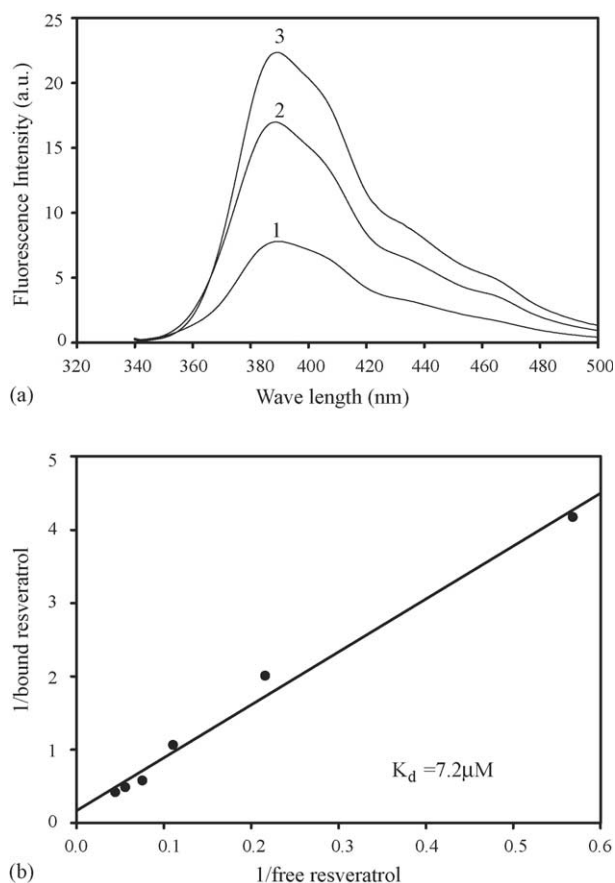 25
20
15
10
5
0
Fluorescence Intensity (a.u.)
3
2
1
320 340 360 380 400 420 440 460 480 500
Wave length (nm)
(a)
5
4
3
2
1
0
1/bound resveratrol
K_d =7.2μM
0.0 0.1 0.2 0.3 0.4 0.5 0.6
1/free resveratrol
(b)